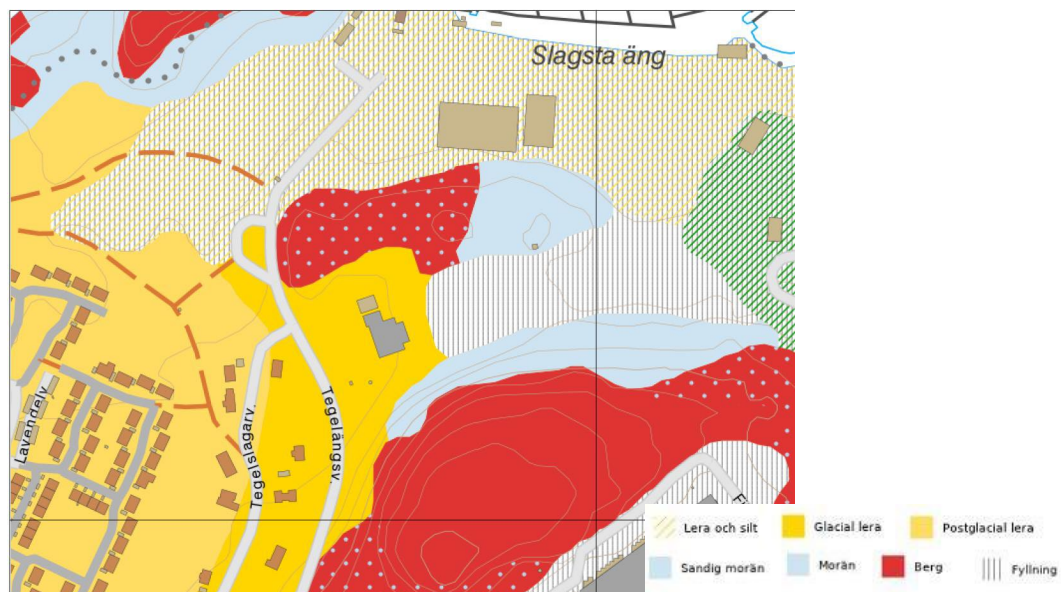 Slagsta äng
Lavendelv.
Tegelslagarv.
Tegelängsv.
Lera och silt
Glacial lera
Postglacial lera
Sandig morän
Morän
Berg
Fyllning